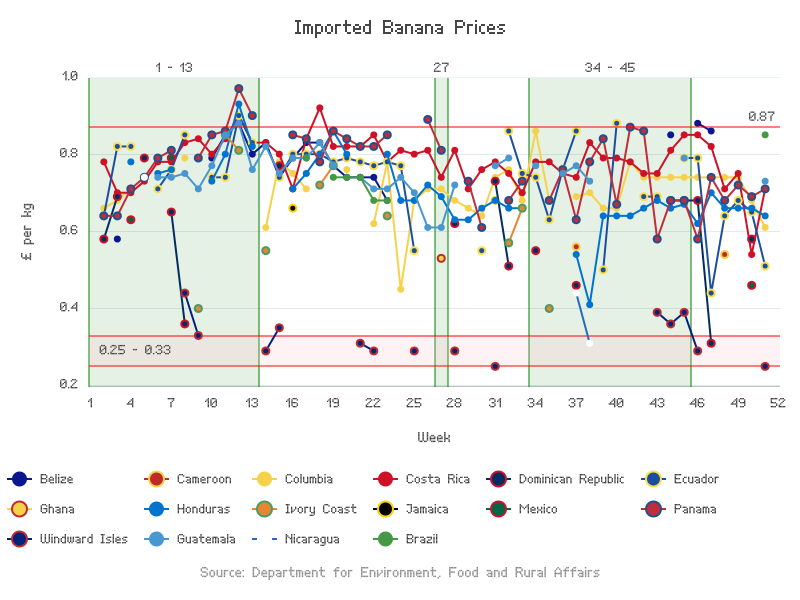 Imported Banana Prices
1 - 13 27 34 - 45
1.0
0.87
0.8
0.6
0.4
0.25 - 0.33
0.2
£ per kg
1 4 7 10 13 16 19 22 25 28 31 34 37 40 43 46 49 52
Week
Belize Cameroon Columbia Costa Rica Dominican Republic Ecuador
Ghana Honduras Ivory Coast Jamaica Mexico Panama
Windward Isles Guatemala Nicaragua Brazil
Source: Department for Environment, Food and Rural Affairs